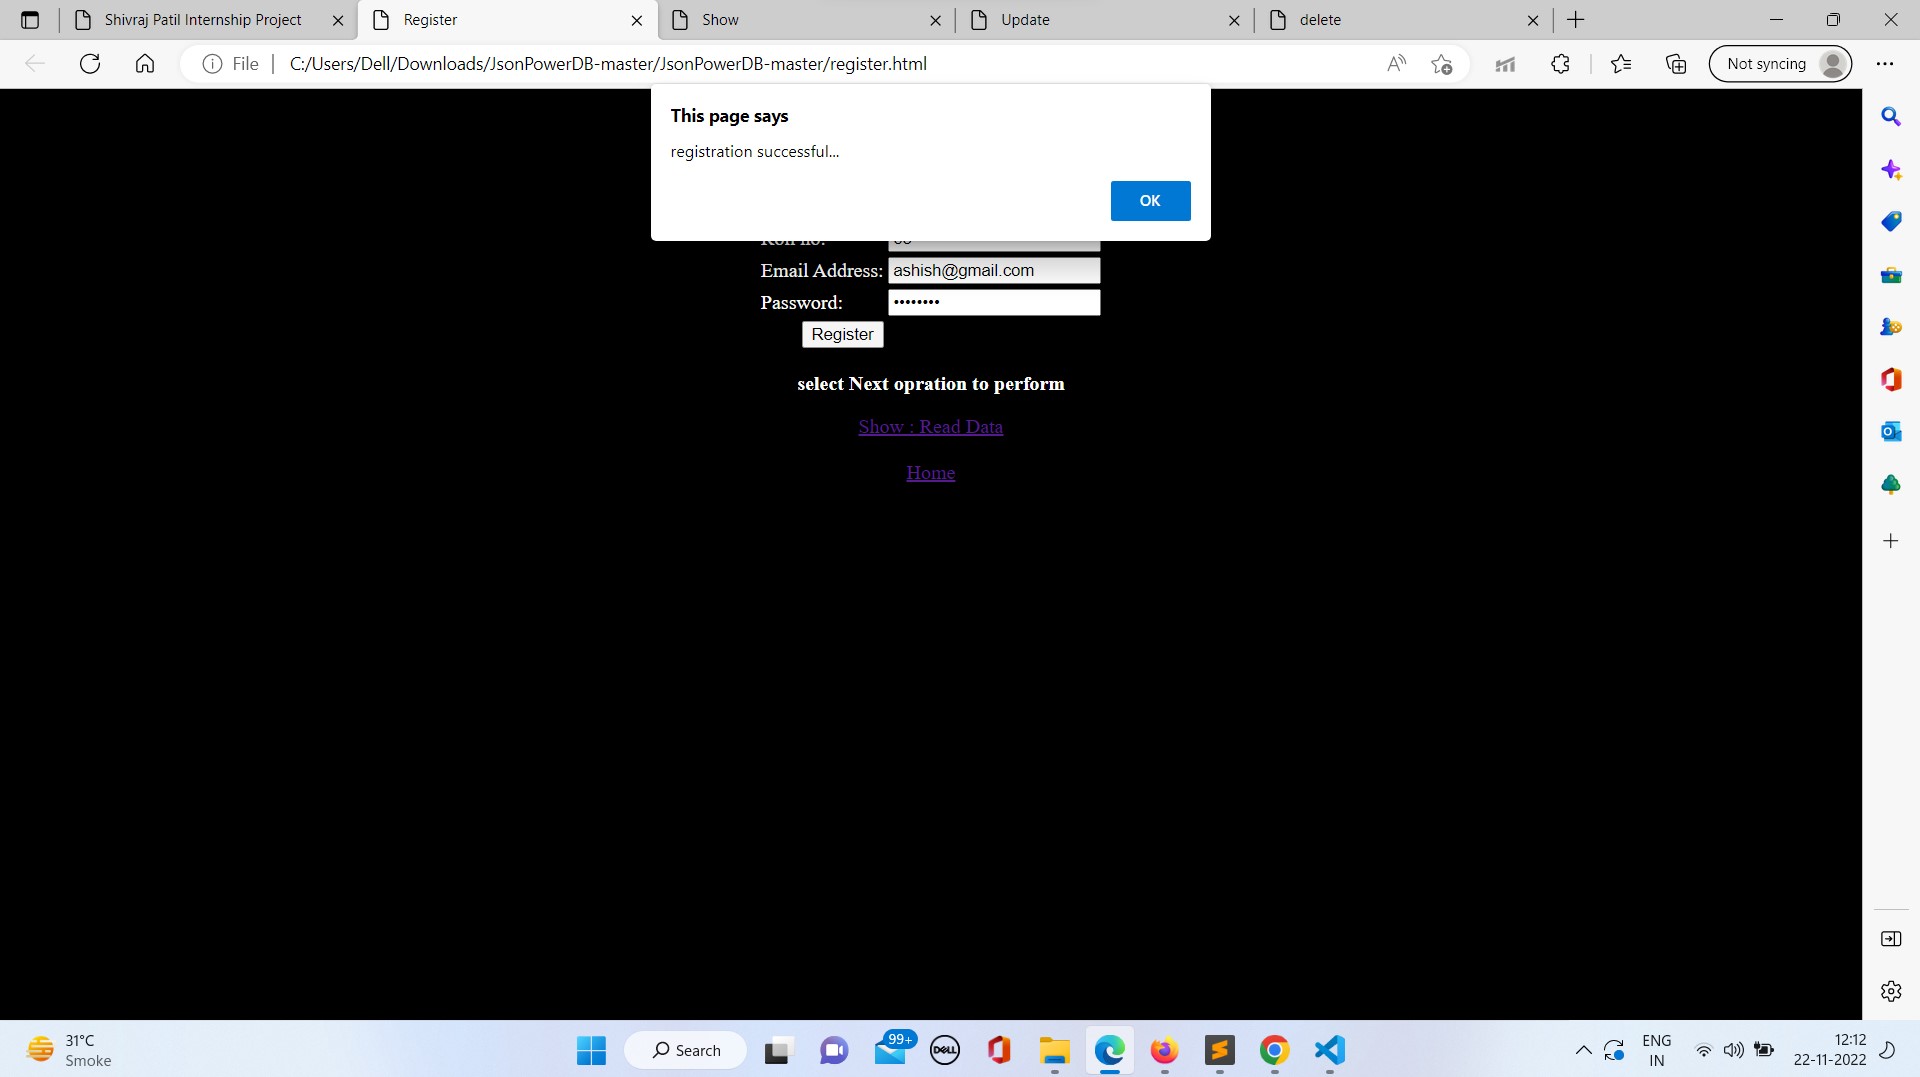 Shivraj Patil Internship Project
Register
Show
Update
delete
File
C:/Users/Dell/Downloads/JsonPowerDB-master/JsonPowerDB-master/register.html
Not syncing
This page says
registration successful...
OK
Email Address:
ashish@gmail.com
Password:
Register
select Next opration to perform
Show : Read Data
Home
31°C
Smoke
Search
99+
DELL
ENG
IN
12:12
22-11-2022